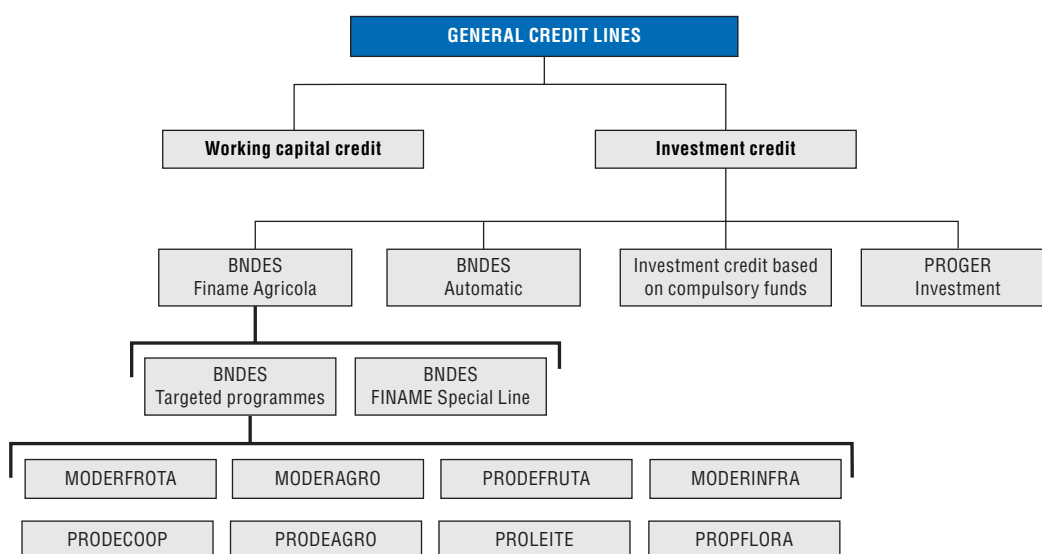 GENERAL CREDIT LINES
Working capital credit
Investment credit
BNDES
Finame Agricola
BNDES
Automatic
Investment credit based
on compulsory funds
PROGER
Investment
BNDES
Targeted programmes
BNDES
FINAME Special Line
MODERFROTA
MODERAGRO
PRODEFRUTA
MODERINFRA
PRODECOOP
PRODEAGRO
PROLEITE
PROPFLORA